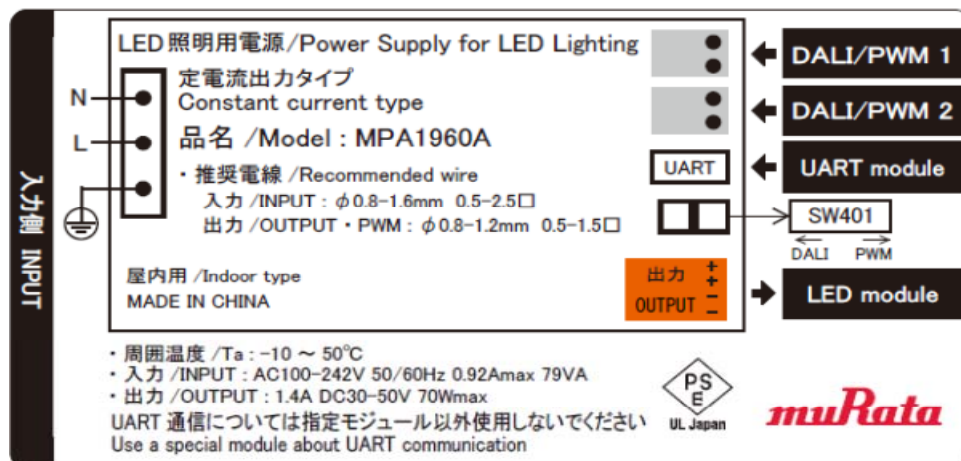 入力側 INPUT
N
L
LED 照明用電源/Power Supply for LED Lighting
定電流出力タイプ
Constant current type
品名 /Model : MPA1960A
・推奨電線 /Recommended wire
入力 /INPUT : φ0.8-1.6mm 0.5-2.5□
出力 /OUTPUT・PWM : φ0.8-1.2mm 0.5-1.5□
屋内用 /Indoor type
MADE IN CHINA
DALI/PWM 1
DALI/PWM 2
UART
UART module
SW401
DALI PWM
出力 + +
OUTPUT − −
LED module
・周囲温度 /Ta : -10 ～ 50℃
・入力 /INPUT : AC100-242V 50/60Hz 0.92Amax 79VA
・出力 /OUTPUT : 1.4A DC30-50V 70Wmax
UART 通信については指定モジュール以外使用しないでください
Use a special module about UART communication
PS
E
UL Japan
muRata